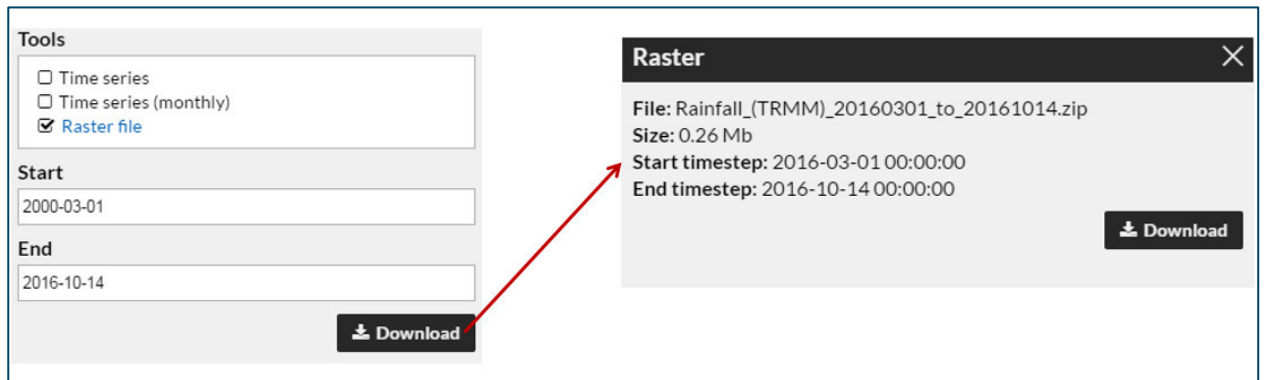 Tools
Time series
Time series (monthly)
Raster file
Start
2000-03-01
End
2016-10-14
Download
Raster
File: Rainfall_(TRMM)_20160301_to_20161014.zip
Size: 0.26 Mb
Start timestep: 2016-03-01 00:00:00
End timestep: 2016-10-14 00:00:00
Download